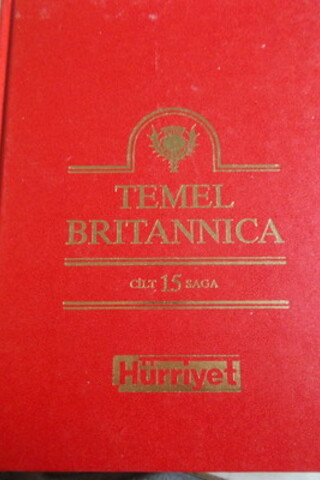 TEMEL
BRITANNICA
CİLT 15 SAGA
Hürriyet